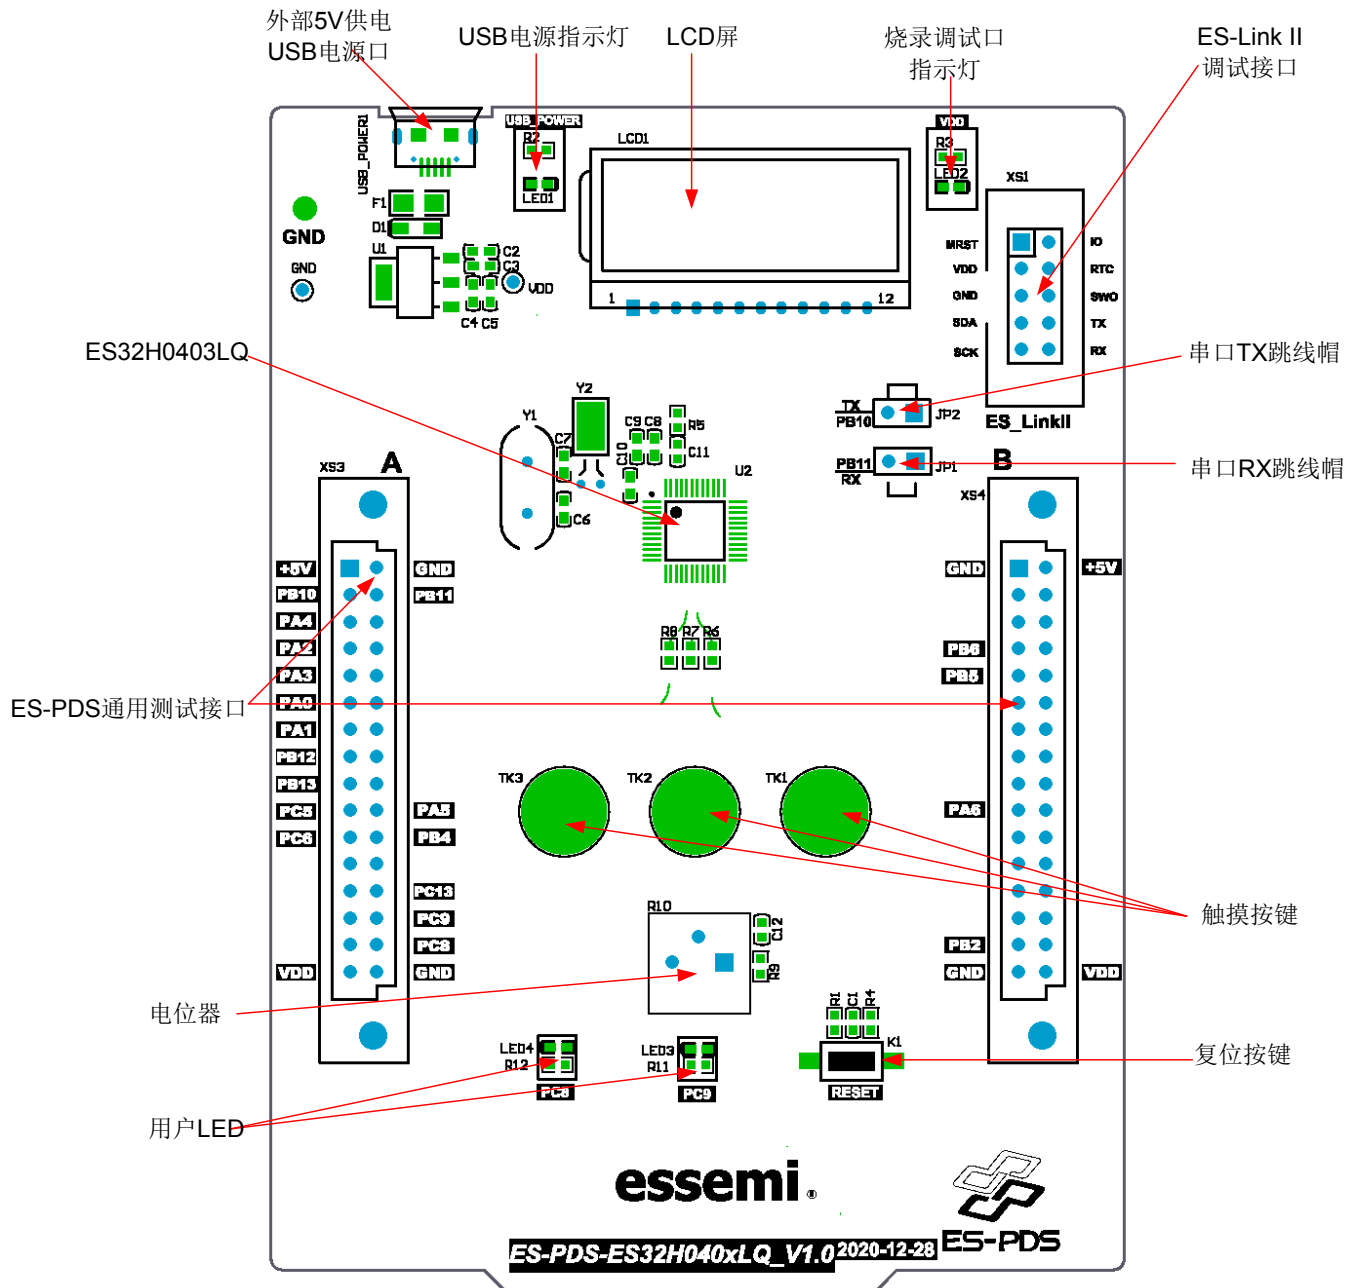 外部5V供电
USB电源口
USB电源指示灯
LCD屏
烧录调试口
指示灯
ES-Link II
调试接口
USB_POWER1
USB_POWER
R2
LED1
LCD1
1
12
VDD
R3
LED2
XS1
MRST
IO
VDD
RTC
GND
SWO
SDA
TX
SCK
RX
ES_LinkII
F1
D1
U1
GND
GND
C2
C3
VDD
C4
C5
ES32H0403LQ
串口TX跳线帽
TX
PB10
JP2
串口RX跳线帽
PB11
RX
JP1
Y1
Y2
C7
C6
C10
C9
C8
R5
C11
U2
XS3
A
B
XS4
+5V
GND
PB10
PB11
PA4
PA2
PA3
PA0
PA1
PB12
PB13
PC5
PA5
PC6
PB4
PC13
PC9
PC8
VDD
GND
GND
+5V
PB6
PB5
PA6
PB2
GND
VDD
ES-PDS通用测试接口
R8
R7
R6
TK3
TK2
TK1
触摸按键
R10
C12
R9
电位器
R1
C1
R4
K1
RESET
复位按键
LED4
R12
PC8
LED3
R11
PC9
用户LED
essemi
®
ES-PDS
ES-PDS-ES32H040xLQ_V1.0
2020-12-28